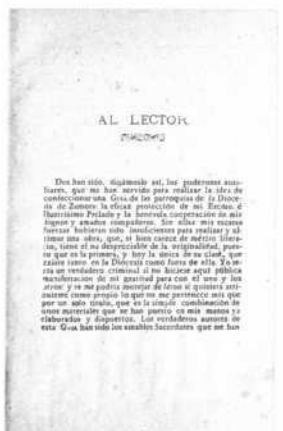 AL LECTOR
Dos han sido, digámoslo así, los poderosos auxi-
liares, que me han servido para realizar la idea de
confeccionar una GUIA de las parroquias de la Dióce-
sis de Zamora: la eficaz protección de mi Excmo. é
Ilustrísimo Prelado y la benévola cooperación de mis
dignos y amados compañeros. Sin ellos mis escasas
fuerzas hubieran sido insuficientes para realizar y ul-
timar una obra, que, si bien carece de mérito litera-
rio, tiene el no despreciable de la originalidad, pues-
to que es la primera, y hoy la única de su clase, que
existe tanto en la Diócesis como fuera de ella. Yo se-
ría un verdadero criminal si no hiciese aquí pública
manifestación de mi gratitud para con el uno y los
otros: y se me podría motejar de si quisiera atri-
buirme como propio lo que no me pertenece más que
por un solo título, que es la simple combinación de
unos materiales que se han puesto en mis manos ya
elaborados y dispuestos. Los verdaderos autores de
esta GUIA han sido los amables Sacerdotes que me han